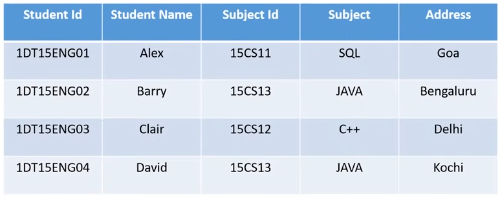 Student Id Student Name Subject Id Subject Address
1DT15ENG01 Alex 15CS11 SQL Goa
1DT15ENG02 Barry 15CS13 JAVA Bengaluru
1DT15ENG03 Clair 15CS12 C++ Delhi
1DT15ENG04 David 15CS13 JAVA Kochi